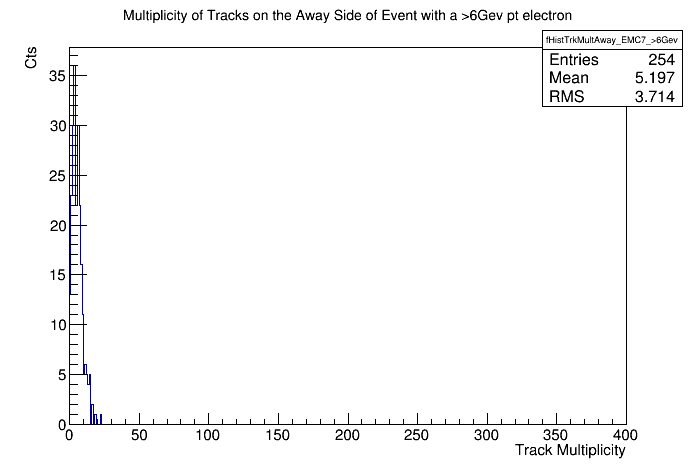 Multiplicity of Tracks on the Away Side of Event with a >6Gev pt electron
fHistTrkMultAway_EMC7_>6Gev
Entries 254
Mean 5.197
RMS 3.714
Cts
35
30
25
20
15
10
5
0
0 50 100 150 200 250 300 350 400
Track Multiplicity